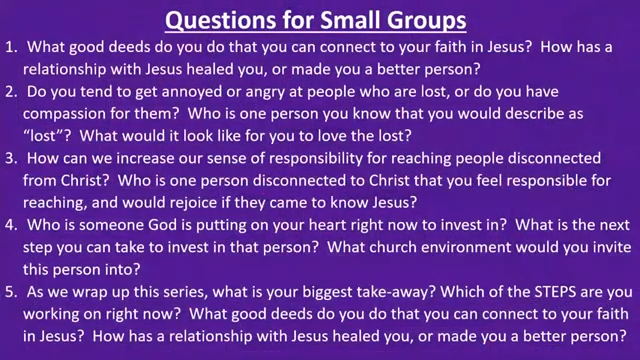 Questions for Small Groups
1. What good deeds do you do that you can connect to your faith in Jesus? How has a
relationship with Jesus healed you, or made you a better person?
2. Do you tend to get annoyed or angry at people who are lost, or do you have
compassion for them? Who is one person you know that you would describe as
“lost”? What would it look like for you to love the lost?
3. How can we increase our sense of responsibility for reaching people disconnected
from Christ? Who is one person disconnected to Christ that you feel responsible for
reaching, and would rejoice if they came to know Jesus?
4. Who is someone God is putting on your heart right now to invest in? What is the next
step you can take to invest in that person? What church environment would you invite
this person into?
5. As we wrap up this series, what is your biggest take-away? Which of the STEPS are you
working on right now? What good deeds do you do that you can connect to your faith
in Jesus? How has a relationship with Jesus healed you, or made you a better person?